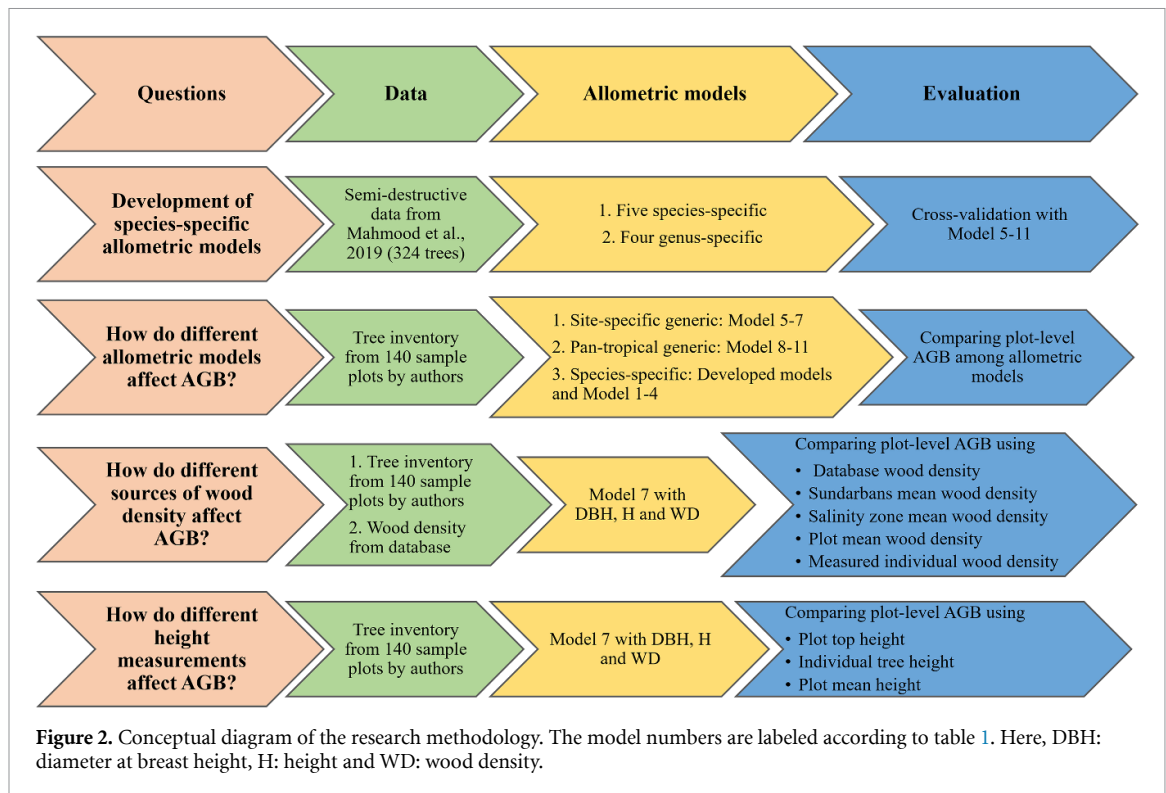 Questions
Data
Allometric models
Evaluation
Development of
species-specific
allometric models
Semi-destructive
data from
Mahmood et al.,
2019 (324 trees)
1. Five species-specific
2. Four genus-specific
Cross-validation with
Model 5-11
How do different
allometric models
affect AGB?
Tree inventory
from 140 sample
plots by authors
1. Site-specific generic: Model 5-7
2. Pan-tropical generic: Model 8-11
3. Species-specific: Developed models
and Model 1-4
Comparing plot-level
AGB among allometric
models
How do different
sources of wood
density affect
AGB?
1. Tree inventory
from 140 sample
plots by authors
2. Wood density
from database
Model 7 with
DBH, H and WD
Comparing plot-level AGB using
• Database wood density
• Sundarbans mean wood density
• Salinity zone mean wood density
• Plot mean wood density
• Measured individual wood density
How do different
height
measurements
affect AGB?
Tree inventory
from 140 sample
plots by authors
Model 7 with DBH, H
and WD
Comparing plot-level AGB using
• Plot top height
• Individual tree height
• Plot mean height
Figure 2. Conceptual diagram of the research methodology. The model numbers are labeled according to table 1. Here, DBH:
diameter at breast height, H: height and WD: wood density.